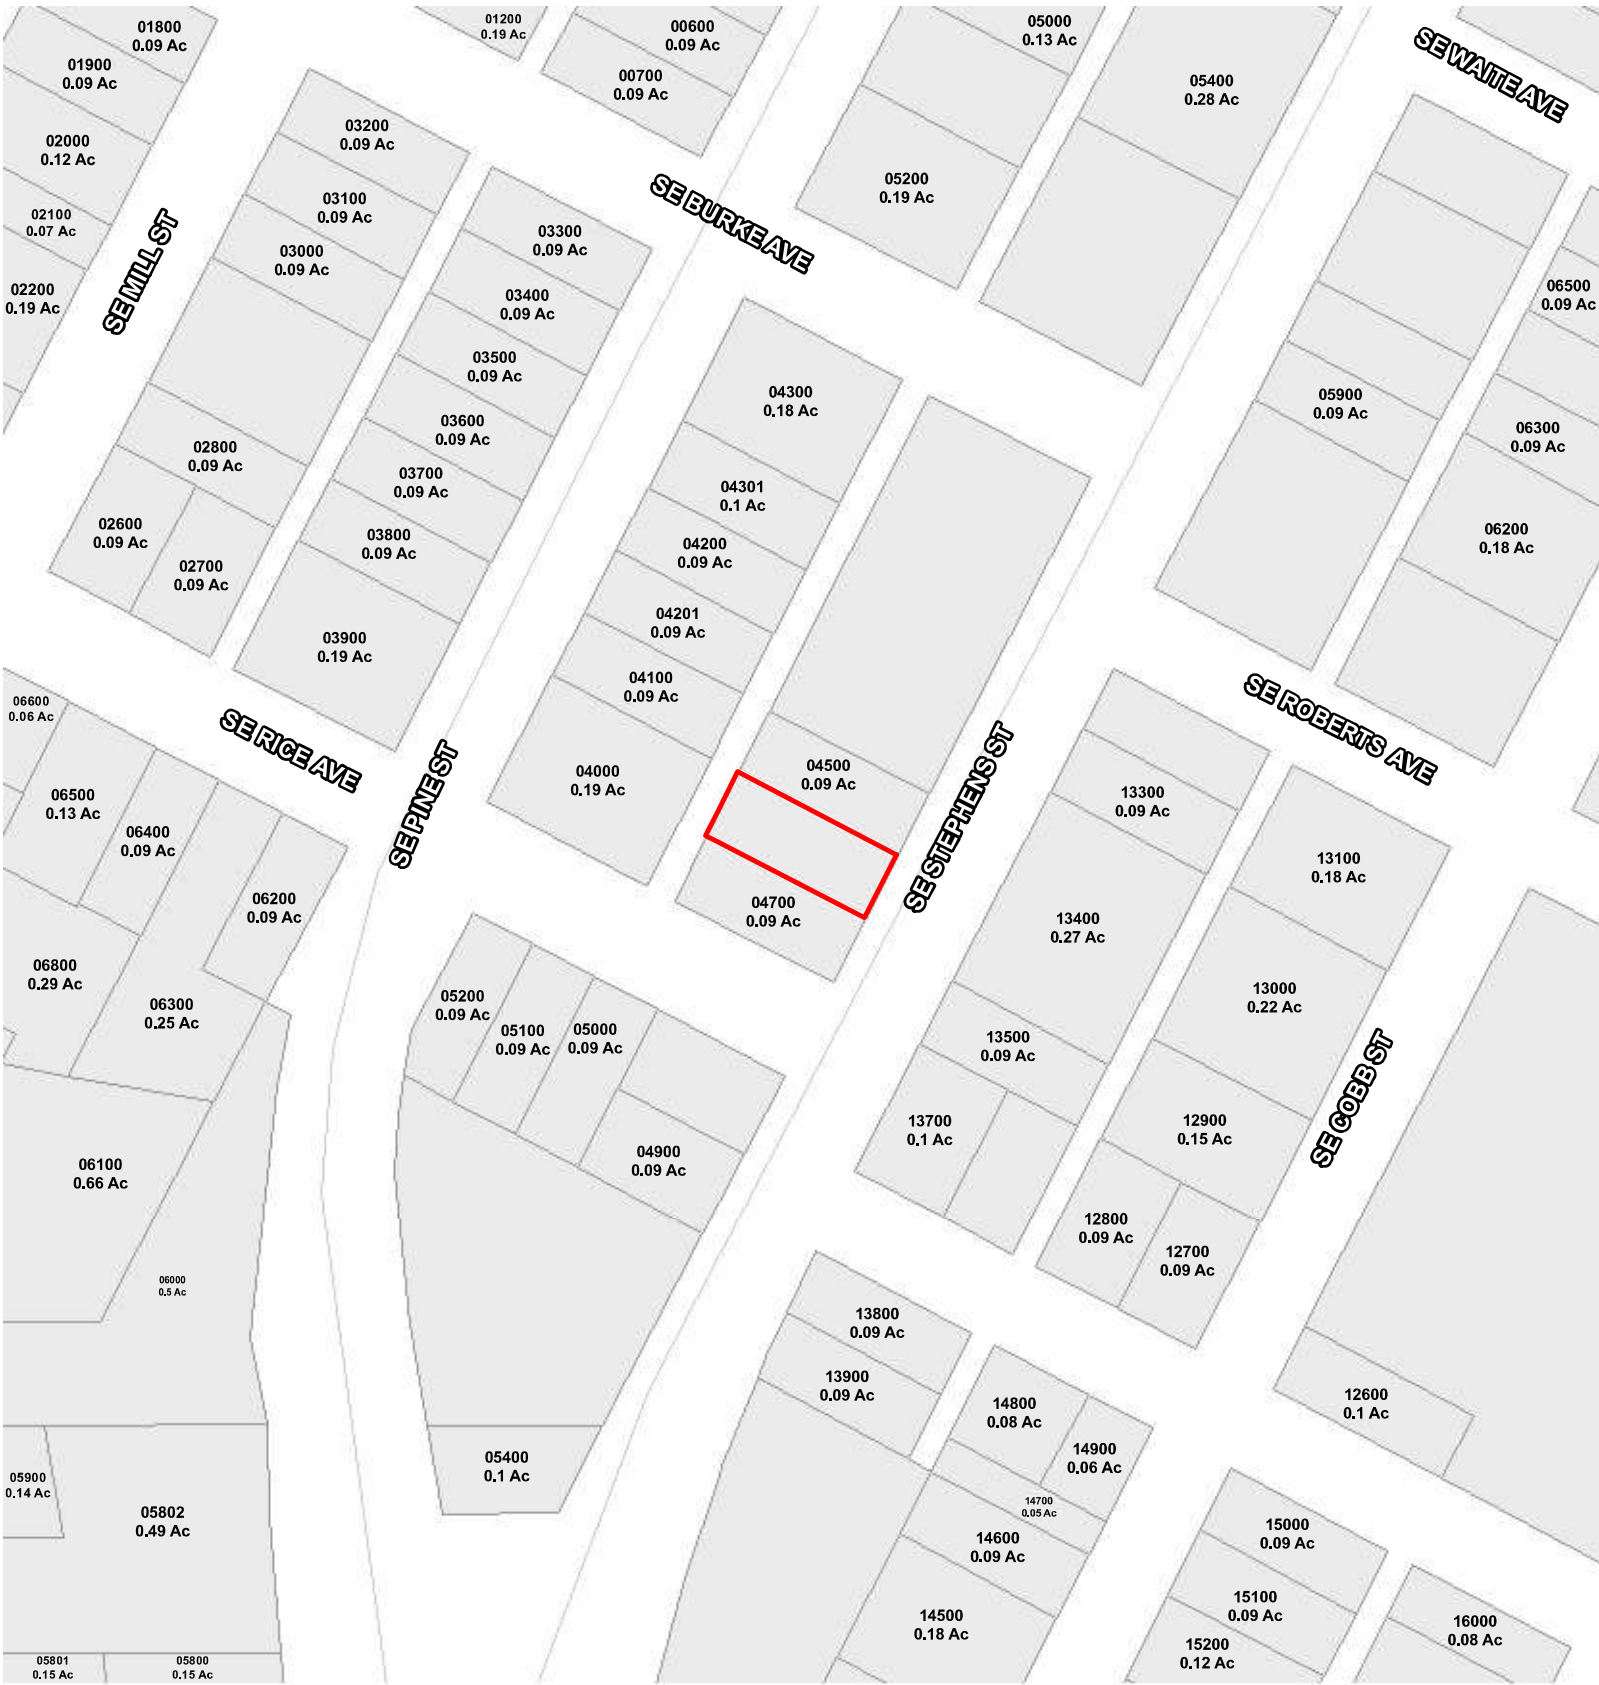 01800
0.09 Ac
01900
0.09 Ac
02000
0.12 Ac
02100
0.07 Ac
02200
0.19 Ac
SE MILL ST
01200
0.19 Ac
00600
0.09 Ac
00700
0.09 Ac
05000
0.13 Ac
05400
0.28 Ac
05200
0.19 Ac
SE WAITE AVE
SE BURKE AVE
03200
0.09 Ac
03100
0.09 Ac
03000
0.09 Ac
02800
0.09 Ac
02600
0.09 Ac
02700
0.09 Ac
03300
0.09 Ac
03400
0.09 Ac
03500
0.09 Ac
03600
0.09 Ac
03700
0.09 Ac
03800
0.09 Ac
03900
0.19 Ac
04300
0.18 Ac
04301
0.1 Ac
04200
0.09 Ac
04201
0.09 Ac
04100
0.09 Ac
04000
0.19 Ac
04500
0.09 Ac
04700
0.09 Ac
05900
0.09 Ac
06500
0.09 Ac
06300
0.09 Ac
06200
0.18 Ac
SE RICE AVE
SE PINE ST
SE STEPHENS ST
SE ROBERTS AVE
06600
0.06 Ac
06500
0.13 Ac
06400
0.09 Ac
06200
0.09 Ac
06800
0.29 Ac
06300
0.25 Ac
06100
0.66 Ac
06000
0.5 Ac
05200
0.09 Ac
05100
0.09 Ac
05000
0.09 Ac
04900
0.09 Ac
05400
0.1 Ac
05900
0.14 Ac
05802
0.49 Ac
05801
0.15 Ac
05800
0.15 Ac
13300
0.09 Ac
13400
0.27 Ac
13500
0.09 Ac
13700
0.1 Ac
13100
0.18 Ac
13000
0.22 Ac
12900
0.15 Ac
12800
0.09 Ac
12700
0.09 Ac
SE COBB ST
13800
0.09 Ac
13900
0.09 Ac
14800
0.08 Ac
14900
0.06 Ac
14700
0.05 Ac
14600
0.09 Ac
14500
0.18 Ac
12600
0.1 Ac
15000
0.09 Ac
15100
0.09 Ac
15200
0.12 Ac
16000
0.08 Ac